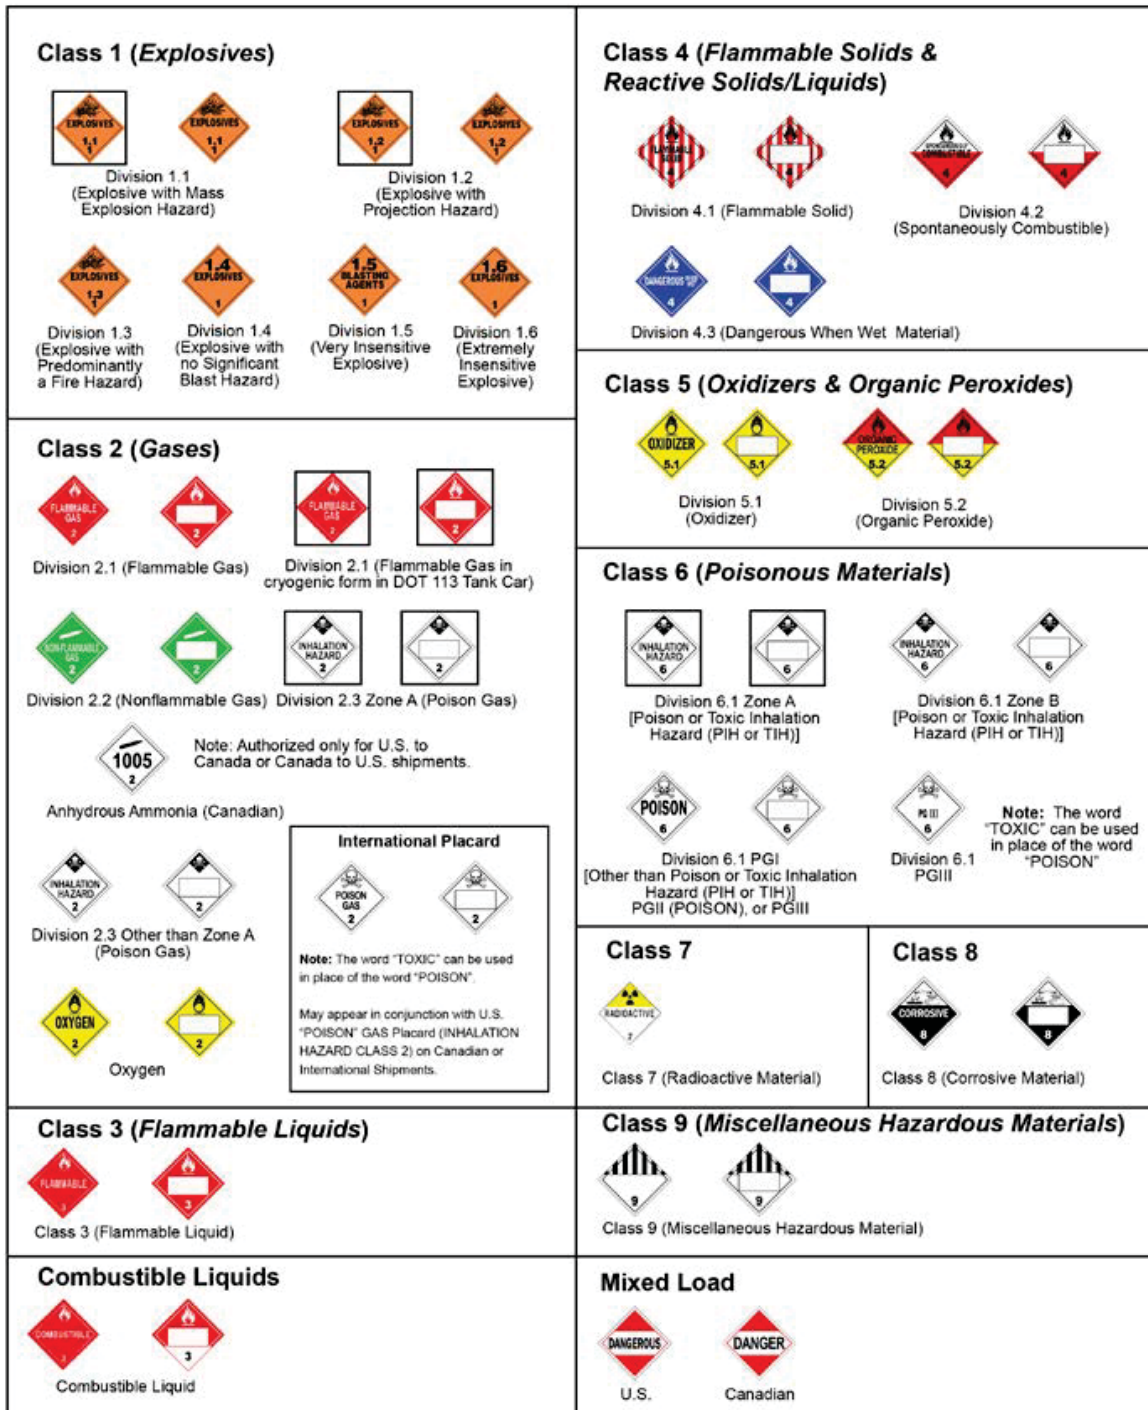 Class 1 (Explosives)
EXPLOSIVES
1.1
1
EXPLOSIVES
1.1
1
Division 1.1
(Explosive with Mass
Explosion Hazard)
EXPLOSIVES
1.2
1
EXPLOSIVES
1.2
1
Division 1.2
(Explosive with
Projection Hazard)
EXPLOSIVES
1.3
1
Division 1.3
(Explosive with
Predominantly
a Fire Hazard)
1.4
EXPLOSIVES
1
Division 1.4
(Explosive with
no Significant
Blast Hazard)
1.5
BLASTING
AGENTS
1
Division 1.5
(Very Insensitive
Explosive)
1.6
EXPLOSIVES
1
Division 1.6
(Extremely
Insensitive
Explosive)
Class 2 (Gases)
FLAMMABLE
GAS
2
2
Division 2.1 (Flammable Gas)
FLAMMABLE
GAS
2
2
Division 2.1 (Flammable Gas in
cryogenic form in DOT 113 Tank Car)
NON-FLAMMABLE
GAS
2
2
Division 2.2 (Nonflammable Gas)
INHALATION
HAZARD
2
2
Division 2.3 Zone A (Poison Gas)
1005
2
Note: Authorized only for U.S. to
Canada or Canada to U.S. shipments.
Anhydrous Ammonia (Canadian)
INHALATION
HAZARD
2
2
Division 2.3 Other than Zone A
(Poison Gas)
OXYGEN
2
2
Oxygen
International Placard
POISON
GAS
2
2
Note: The word “TOXIC” can be used
in place of the word “POISON”.
May appear in conjunction with U.S.
“POISON” GAS Placard (INHALATION
HAZARD CLASS 2) on Canadian or
International Shipments.
Class 3 (Flammable Liquids)
FLAMMABLE
3
3
Class 3 (Flammable Liquid)
Combustible Liquids
COMBUSTIBLE
3
Combustible Liquid
Class 4 (Flammable Solids &
Reactive Solids/Liquids)
FLAMMABLE
SOLID
4
4
Division 4.1 (Flammable Solid)
SPONTANEOUSLY
COMBUSTIBLE
4
4
Division 4.2
(Spontaneously Combustible)
DANGEROUS
4
4
Division 4.3 (Dangerous When Wet Material)
Class 5 (Oxidizers & Organic Peroxides)
OXIDIZER
5.1
5.1
Division 5.1
(Oxidizer)
ORGANIC
PEROXIDE
5.2
5.2
Division 5.2
(Organic Peroxide)
Class 6 (Poisonous Materials)
INHALATION
HAZARD
6
6
Division 6.1 Zone A
[Poison or Toxic Inhalation
Hazard (PIH or TIH)]
INHALATION
HAZARD
6
6
Division 6.1 Zone B
[Poison or Toxic Inhalation
Hazard (PIH or TIH)]
POISON
6
6
Division 6.1 PGI
[Other than Poison or Toxic Inhalation
Hazard (PIH or TIH)]
PGII (POISON), or PGIII
PG III
6
Division 6.1
PGIII
Note: The word
“TOXIC” can be used
in place of the word
“POISON”
Class 7
RADIOACTIVE
7
Class 7 (Radioactive Material)
Class 8
CORROSIVE
8
8
Class 8 (Corrosive Material)
Class 9 (Miscellaneous Hazardous Materials)
9
9
Class 9 (Miscellaneous Hazardous Material)
Mixed Load
DANGEROUS
U.S.
DANGER
Canadian